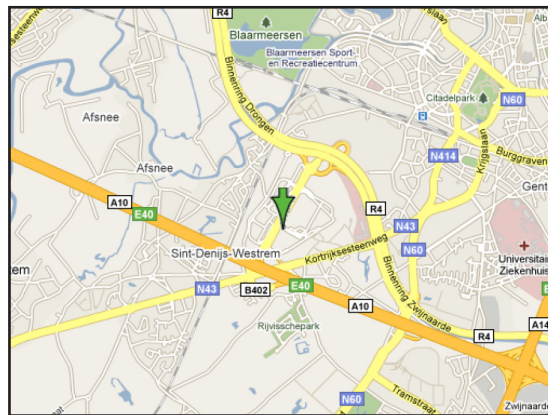 R4
Blaarmeersen
Blaarmeersen Sport-
en Recreatiecentrum
Binnenring Drongen
Citadelpark
N60
Afsnee
Afsnee
Burggraven
N414
Krijgslaan
Gent
A10
E40
R4
N43
N60
Kortrijksesteenweg
Sint-Denijs-Westrem
Universitair
Ziekenhuis
tem
N43
B402
E40
A10
Binnenring Zwijnaarde
Rijvisschepark
R4
A14
E
N60
Tramstraat
Zwijnaarde